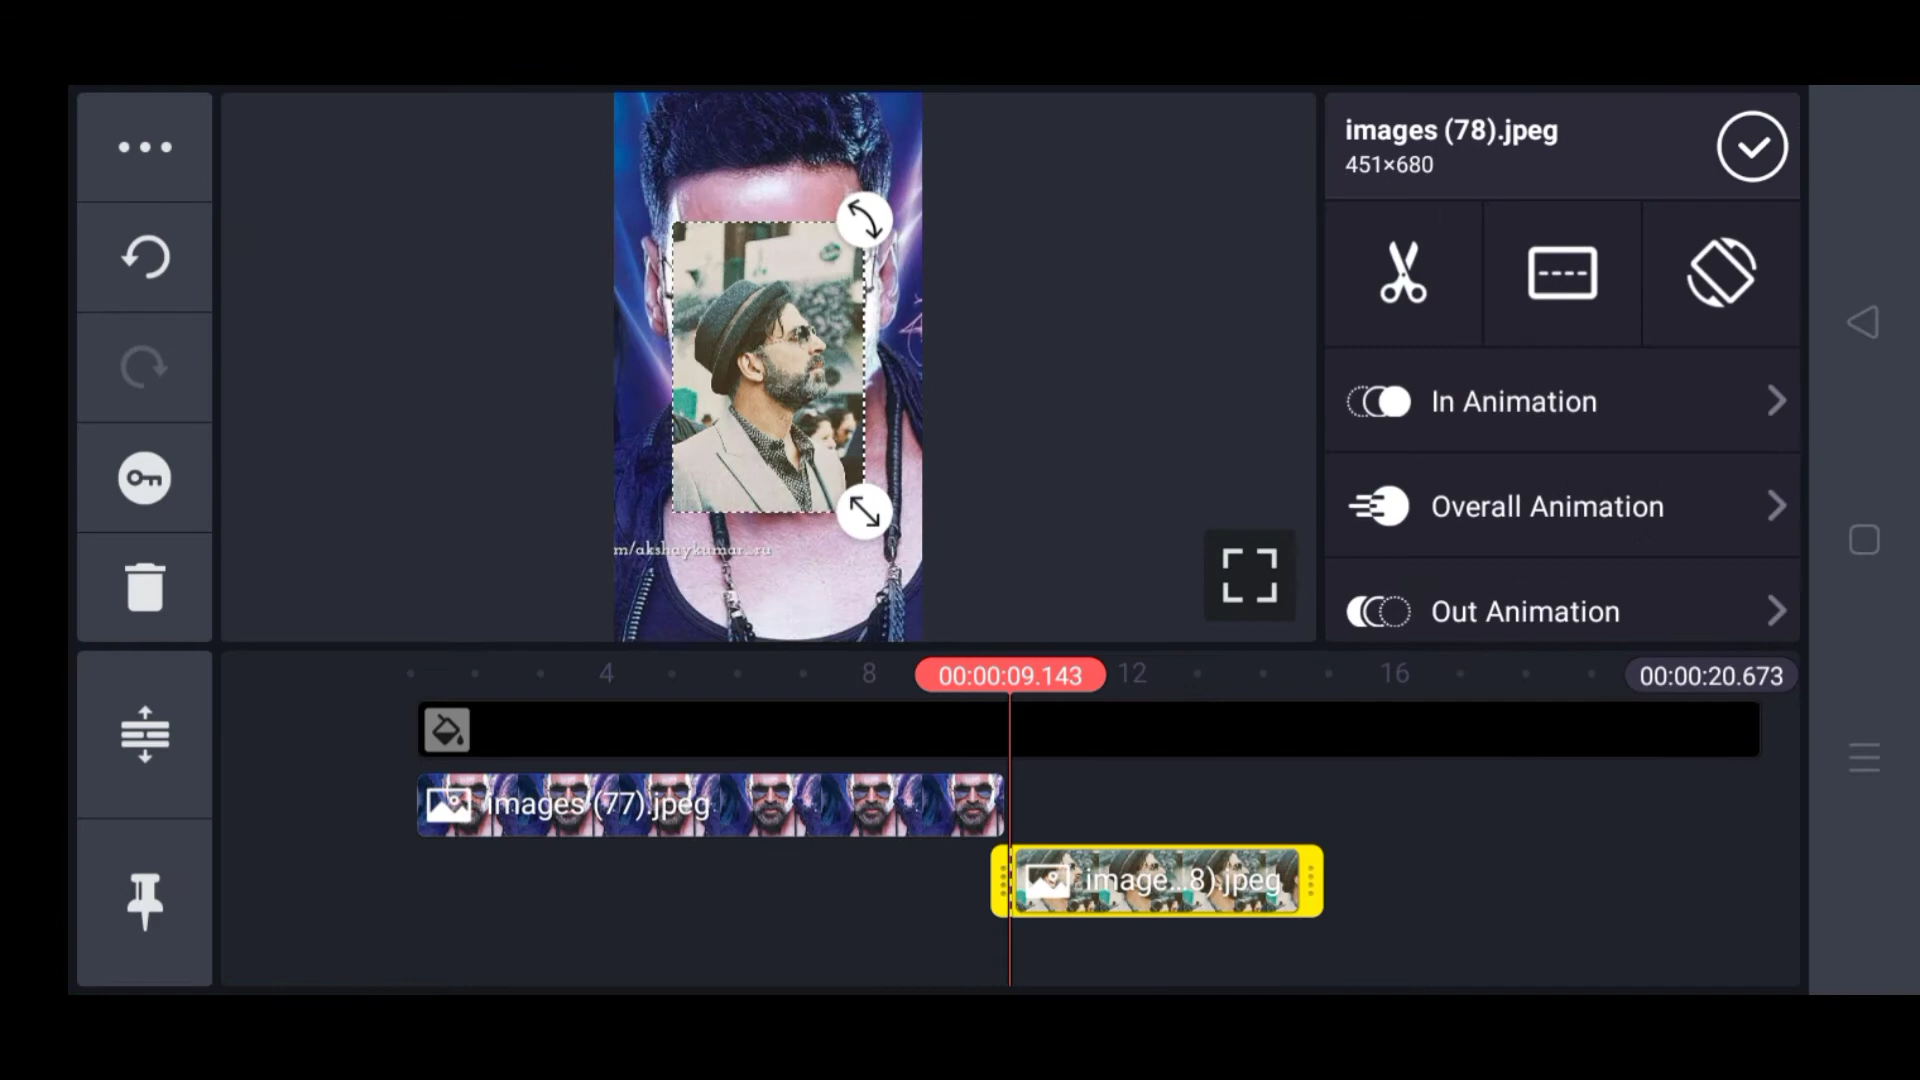 images (78).jpeg
451×680
In Animation
Overall Animation
Out Animation
m/akshaykumar_ru
4
8
00:00:09.143
12
16
00:00:20.673
images (77).jpeg
image...8).jpeg